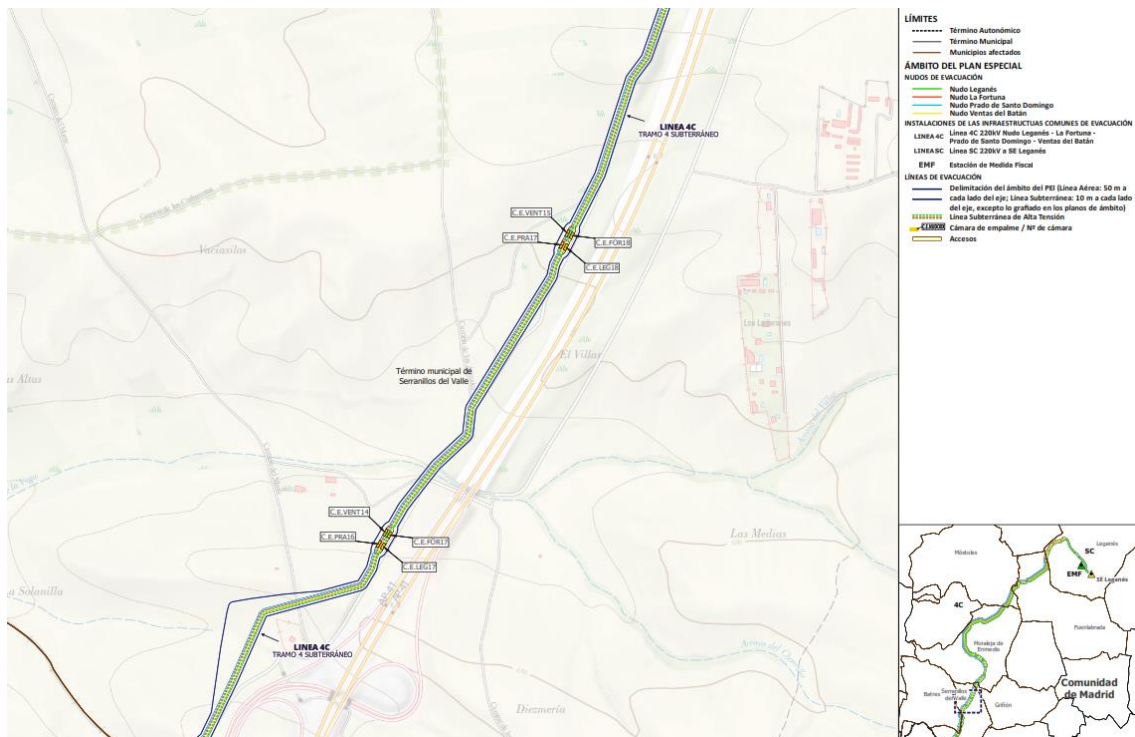 LINEA 4C
TRAMO 4 SUBTERRÁNEO
C.E.VENT15
C.E.PRA17
C.E.FOR18
C.E.LEG18
Vaciaxilas
Los Labranes
El Villar
Término municipal de
Serranillos del Valle
Arroyo del Villar
C.E.VENT14
C.E.PRA16
C.E.FOR17
C.E.LEG17
Las Medias
AP-41
LINEA 4C
TRAMO 4 SUBTERRÁNEO
Diezmería
LÍMITES
Término Autonómico
Término Municipal
Municipios afectados
ÁMBITO DEL PLAN ESPECIAL
NUDOS DE EVACUACIÓN
Nudo Leganés
Nudo La Fortuna
Nudo Prado de Santo Domingo
Nudo Ventas del Batán
INSTALACIONES DE LAS INFRAESTRUCTUAS COMUNES DE EVACUACIÓN
LINEA 4C Línea 4C 220kV Nudo Leganés - La Fortuna -
Prado de Santo Domingo - Ventas del Batán
LINEA SC Línea SC 220kV a SE Leganés
EMF Estación de Medida Fiscal
LÍNEAS DE EVACUACIÓN
Delimitación del ámbito del PEI (Línea Aérea: 50 m a
cada lado del eje; Línea Subterránea: 10 m a cada lado
del eje, excepto lo grafiado en los planos de ámbito)
Línea Subterránea de Alta Tensión
Cámara de empalme / Nº de cámara
Accesos
Móstoles
Leganés
SC
EMF
SE Leganés
4C
Fuenlabrada
Moraleja de
Enmedio
Comunidad
de Madrid
Batres
Serranillos
del Valle
Griñón